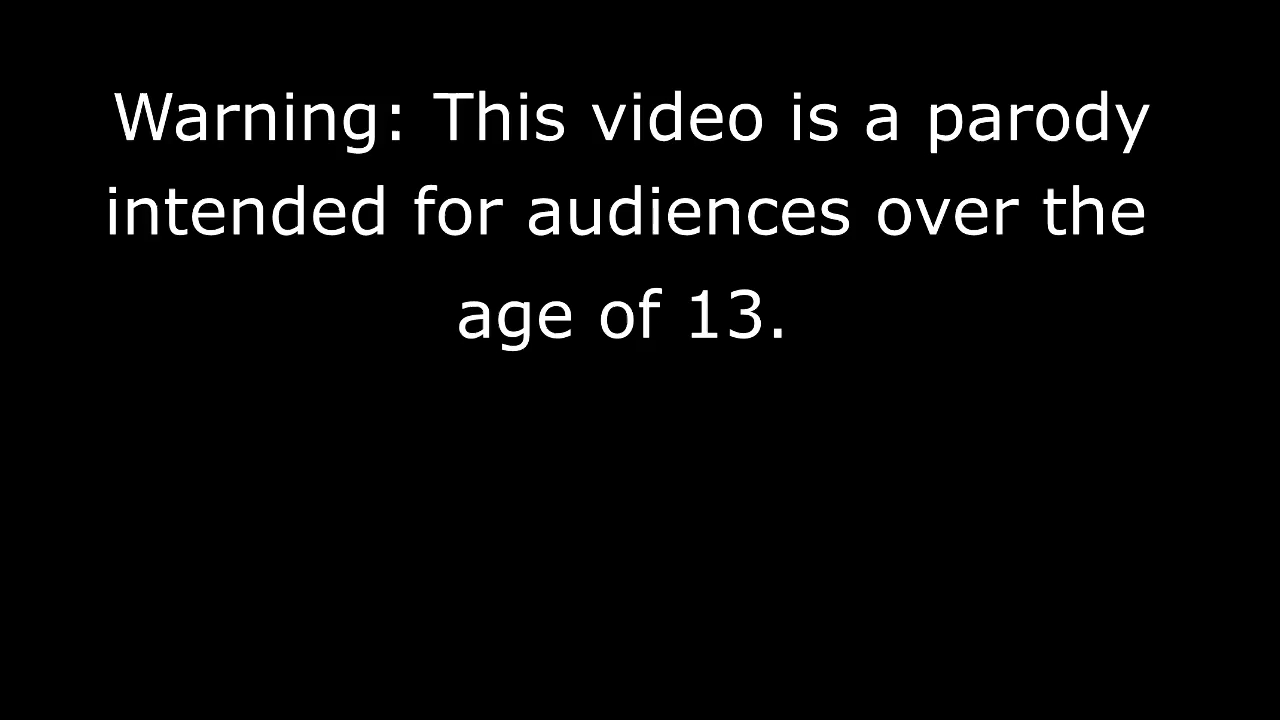 Warning: This video is a parody
intended for audiences over the
age of 13.